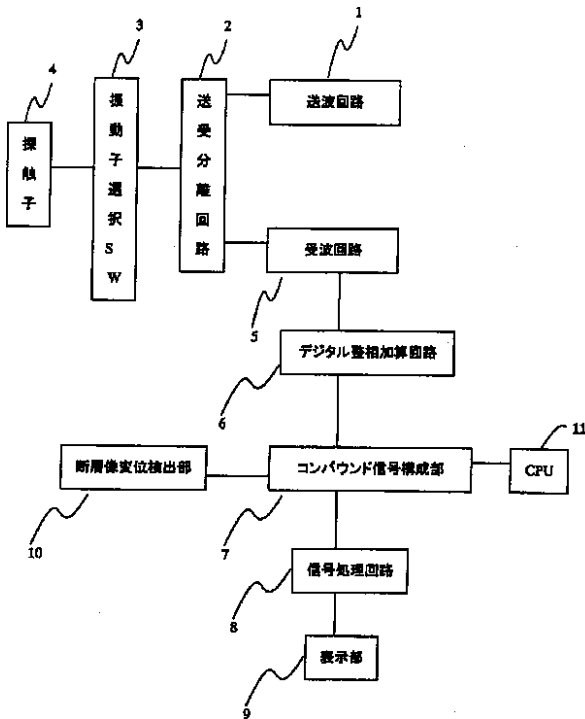 1
送波回路
2
送受分離回路
3
振動子選択SW
4
探触子
受波回路
5
デジタル整相加算回路
6
断層像変位検出部
10
コンパウンド信号構成部
7
CPU
11
信号処理回路
8
表示部
9